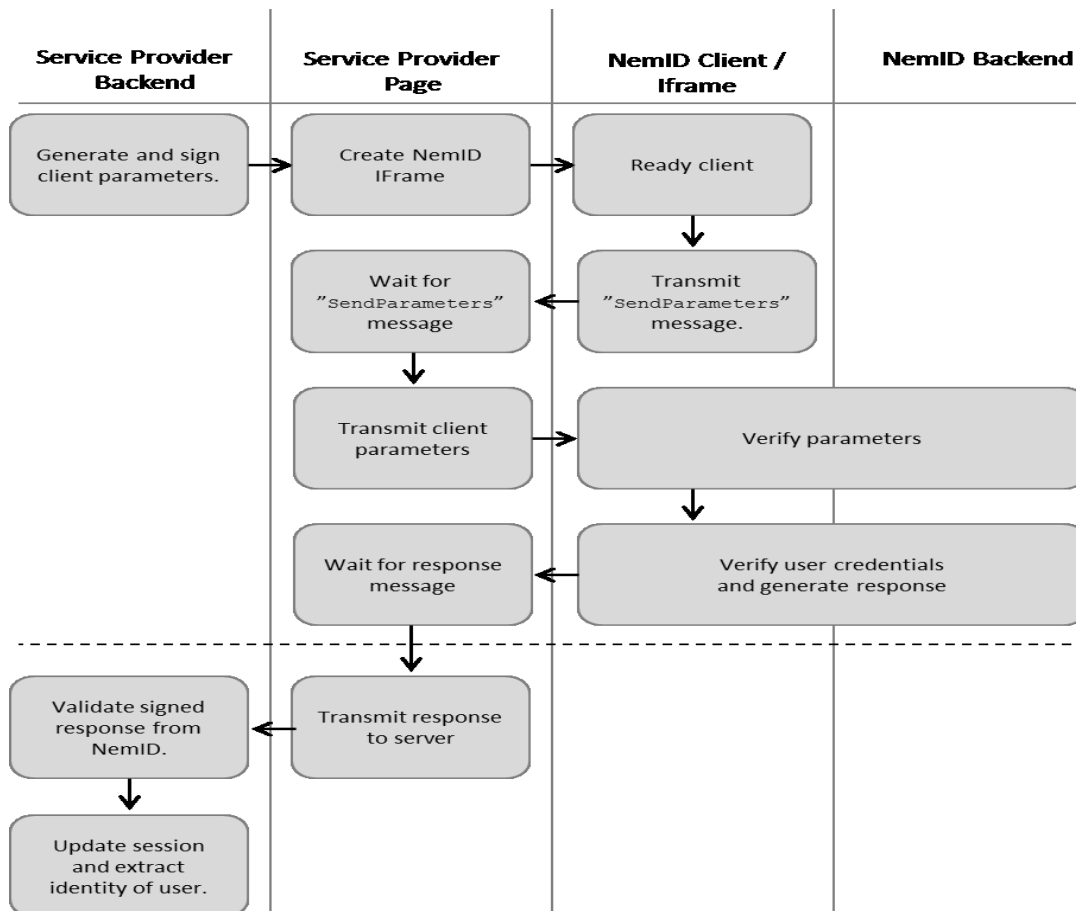 Service Provider
Backend
Service Provider
Page
NemID Client /
Iframe
NemID Backend
Generate and sign
client parameters.
Create NemID
IFrame
Ready client
Wait for
”SendParameters”
message
Transmit
”SendParameters”
message.
Transmit client
parameters
Verify parameters
Wait for response
message
Verify user credentials
and generate response
Validate signed
response from
NemID.
Transmit response
to server
Update session
and extract
identity of user.